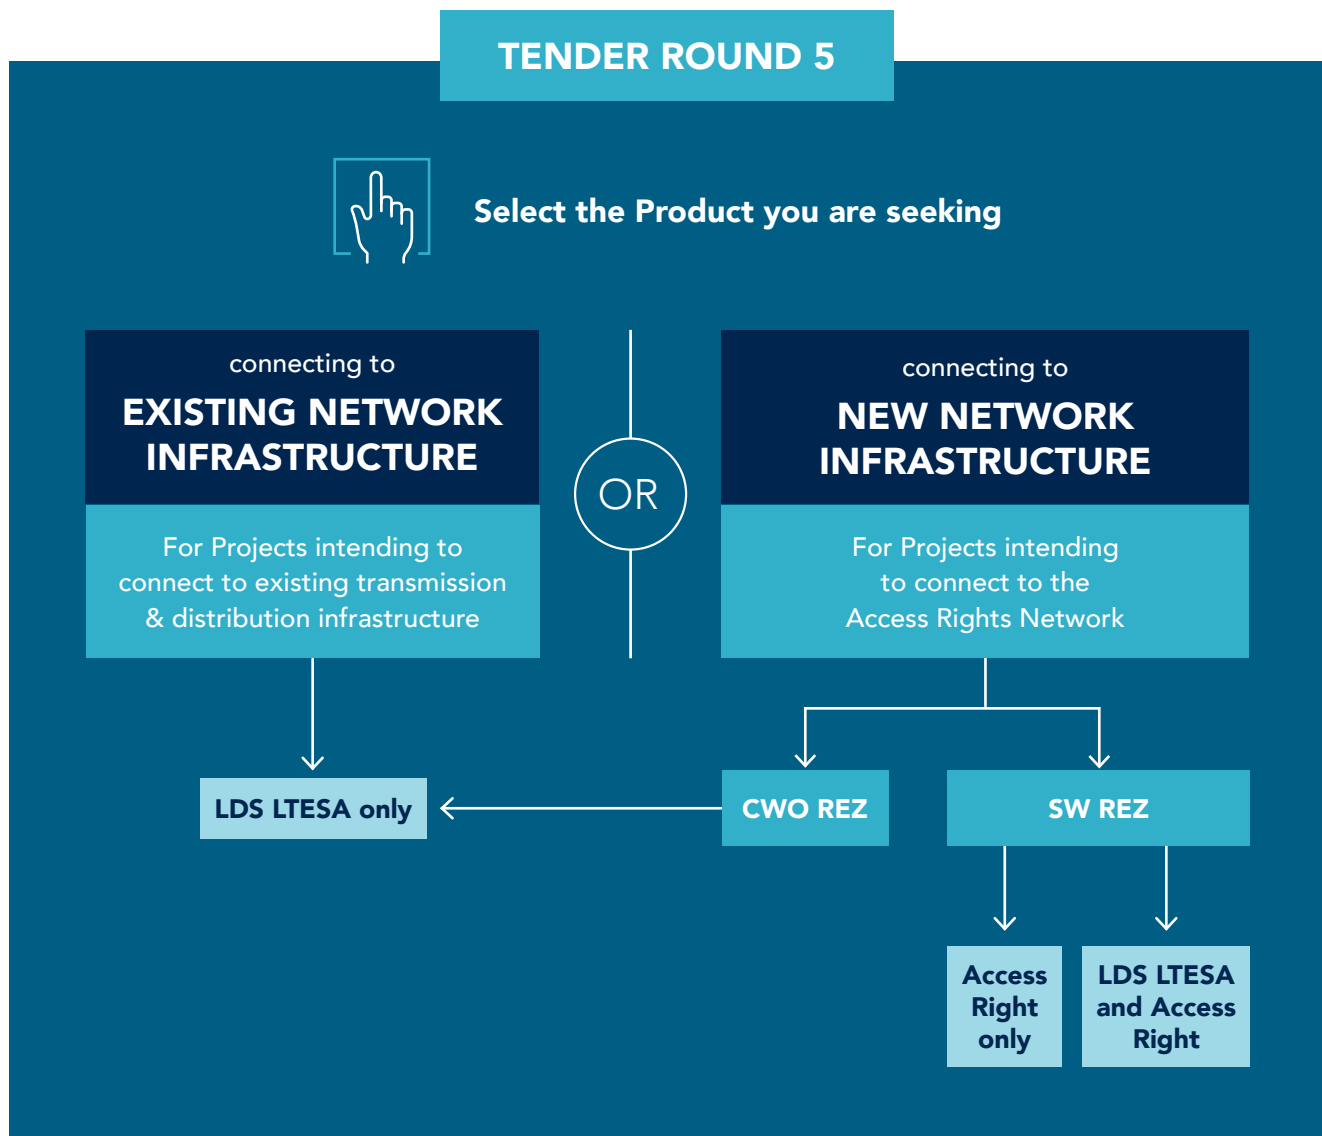 TENDER ROUND 5
Select the Product you are seeking
connecting to
EXISTING NETWORK
INFRASTRUCTURE
For Projects intending to
connect to existing transmission
& distribution infrastructure
OR
connecting to
NEW NETWORK
INFRASTRUCTURE
For Projects intending
to connect to the
Access Rights Network
LDS LTESA only
CWO REZ
SW REZ
Access
Right
only
LDS LTESA
and Access
Right